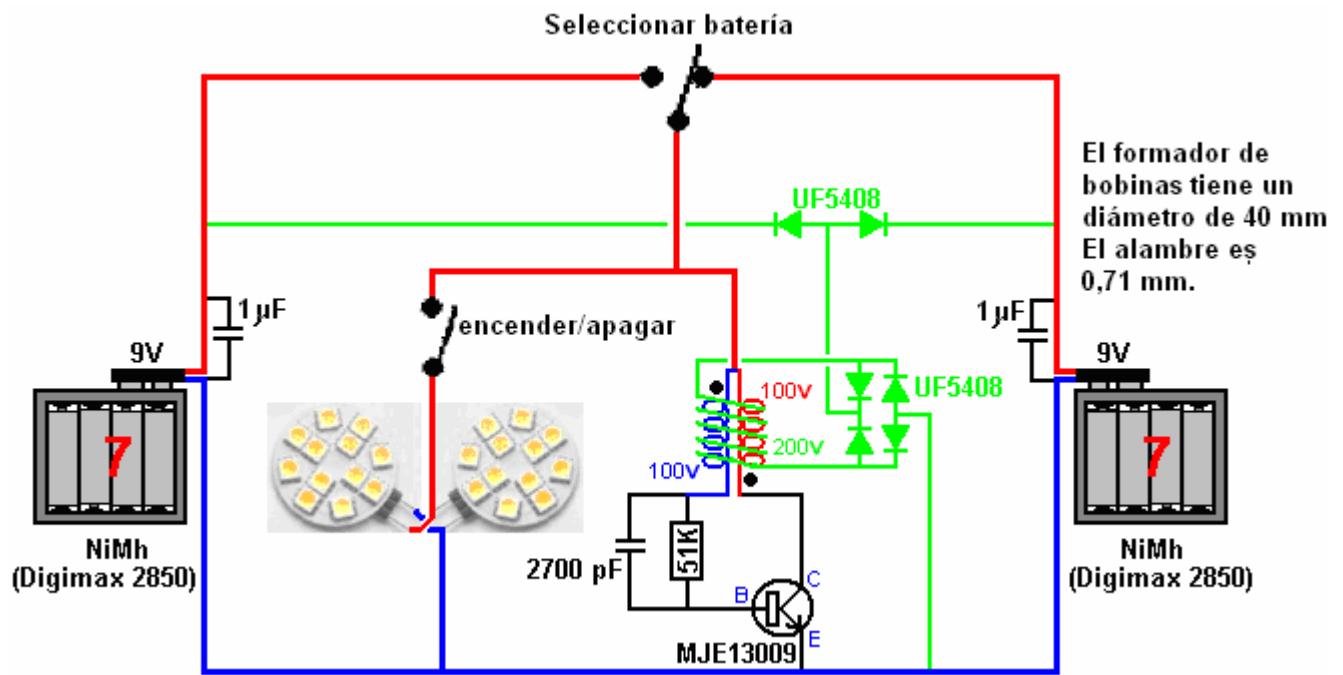 Seleccionar batería
El formador de
bobinas tiene un
diámetro de 40 mm
El alambre es
0,71 mm.
UF5408
1µF
encender/apagar
1µF
9V
9V
100V
UF5408
200V
100V
7
7
2700 pF
51K
B
C
E
NiMh
(Digimax 2850)
NiMh
(Digimax 2850)
MJE13009